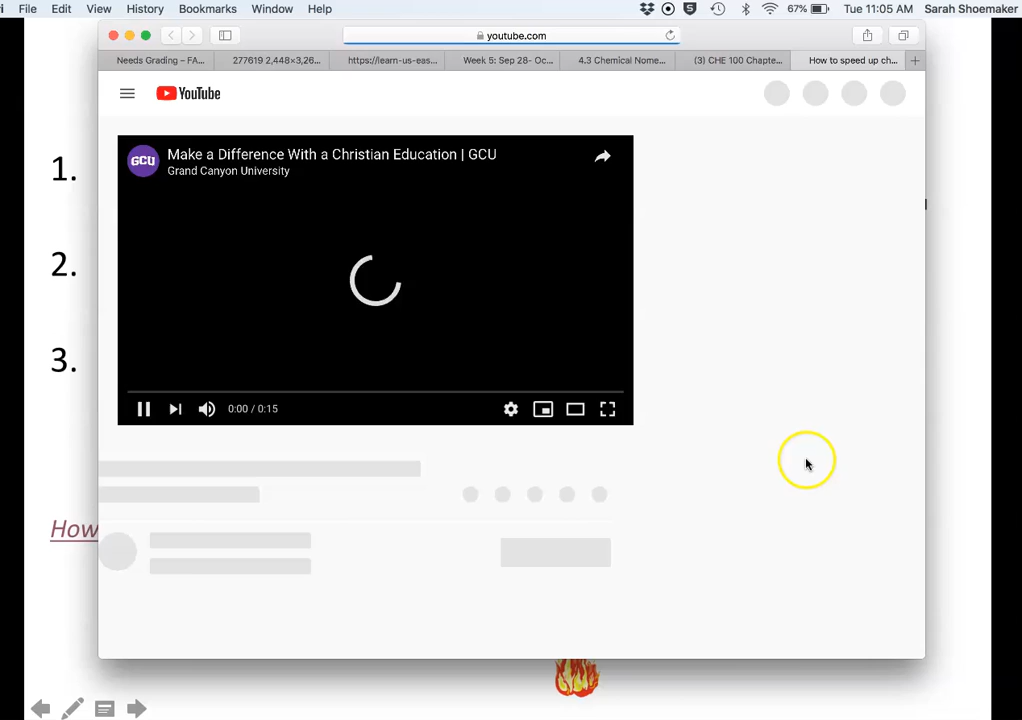 File Edit View History Bookmarks Window Help 67% Tue 11:05 AM Sarah Shoemaker
youtube.com
Needs Grading – FA... 277619 2,448×3,26... https://learn-us-eas... Week 5: Sep 28- Oc... 4.3 Chemical Nome... (3) CHE 100 Chapte... How to speed up ch...
YouTube
GCU Make a Difference With a Christian Education | GCU
Grand Canyon University
1.
2.
3.
0:00 / 0:15
How